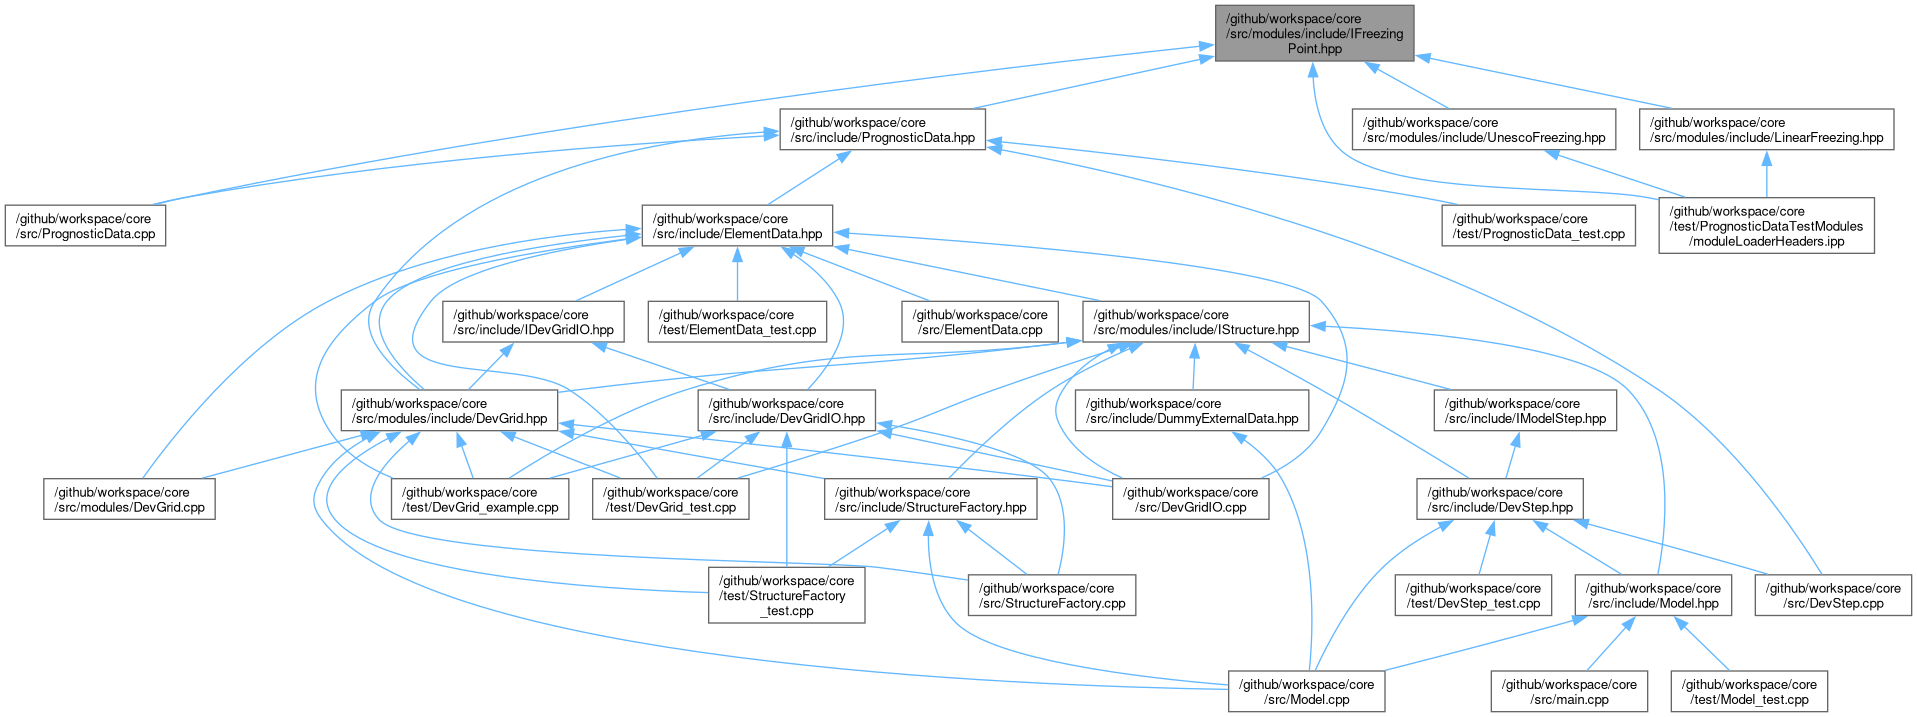 /github/workspace/core
/src/modules/include/IFreezing
Point.hpp
/github/workspace/core
/src/include/PrognosticData.hpp
/github/workspace/core
/src/modules/include/UnescoFreezing.hpp
/github/workspace/core
/src/modules/include/LinearFreezing.hpp
/github/workspace/core
/src/PrognosticData.cpp
/github/workspace/core
/src/include/ElementData.hpp
/github/workspace/core
/test/PrognosticData_test.cpp
/github/workspace/core
/test/PrognosticDataTestModules
/moduleLoaderHeaders.ipp
/github/workspace/core
/src/include/IDevGridIO.hpp
/github/workspace/core
/test/ElementData_test.cpp
/github/workspace/core
/src/ElementData.cpp
/github/workspace/core
/src/modules/include/IStructure.hpp
/github/workspace/core
/src/modules/include/DevGrid.hpp
/github/workspace/core
/src/include/DevGridIO.hpp
/github/workspace/core
/src/include/DummyExternalData.hpp
/github/workspace/core
/src/include/IModelStep.hpp
/github/workspace/core
/src/modules/DevGrid.cpp
/github/workspace/core
/test/DevGrid_example.cpp
/github/workspace/core
/test/DevGrid_test.cpp
/github/workspace/core
/src/include/StructureFactory.hpp
/github/workspace/core
/src/DevGridIO.cpp
/github/workspace/core
/src/include/DevStep.hpp
/github/workspace/core
/test/StructureFactory
_test.cpp
/github/workspace/core
/src/StructureFactory.cpp
/github/workspace/core
/test/DevStep_test.cpp
/github/workspace/core
/src/include/Model.hpp
/github/workspace/core
/src/DevStep.cpp
/github/workspace/core
/src/Model.cpp
/github/workspace/core
/src/main.cpp
/github/workspace/core
/test/Model_test.cpp